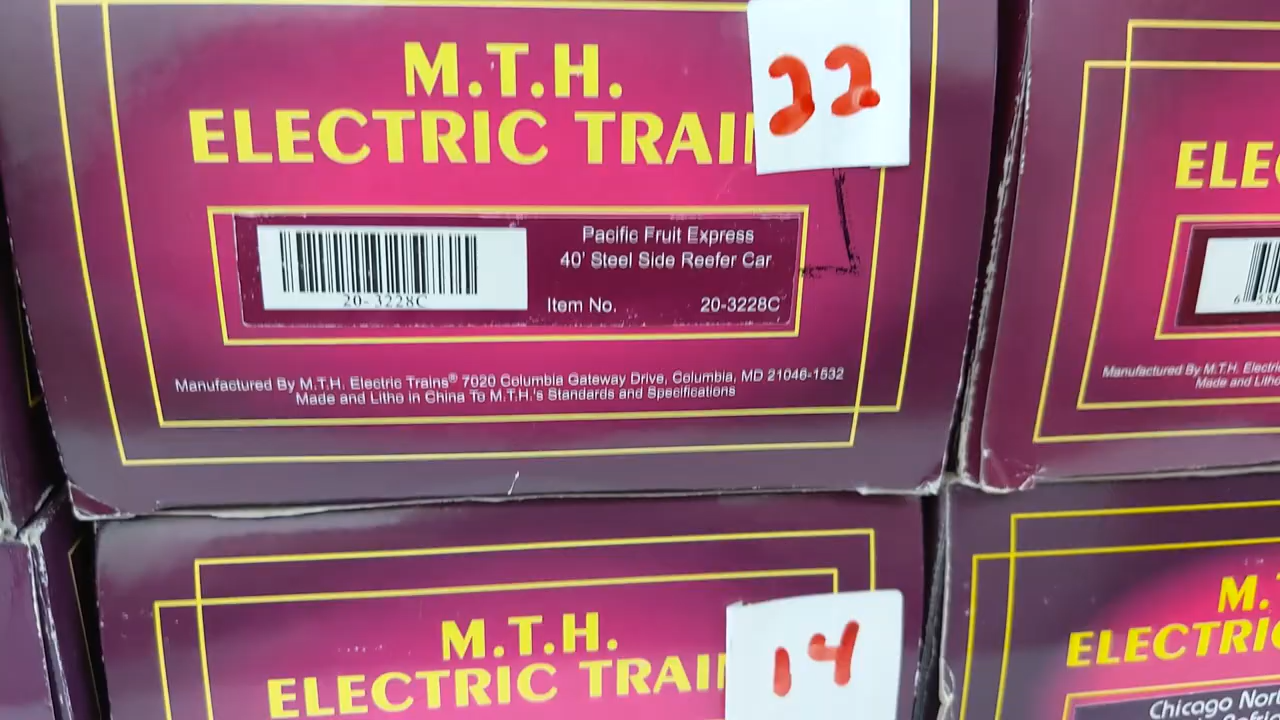 M.T.H.
ELECTRIC TRAI
22
Pacific Fruit Express
40' Steel Side Reefer Car
20-3228C
Item No. 20-3228C
Manufactured By M.T.H. Electric Trains® 7020 Columbia Gateway Drive, Columbia, MD 21046-1532
Made and Litho in China To M.T.H.'s Standards and Specifications
ELE
Manufactured By M.T.H. Electri
Made and Litho
M.T.H.
ELECTRIC TRAI
14
M.
ELECTRIC
Chicago Nor